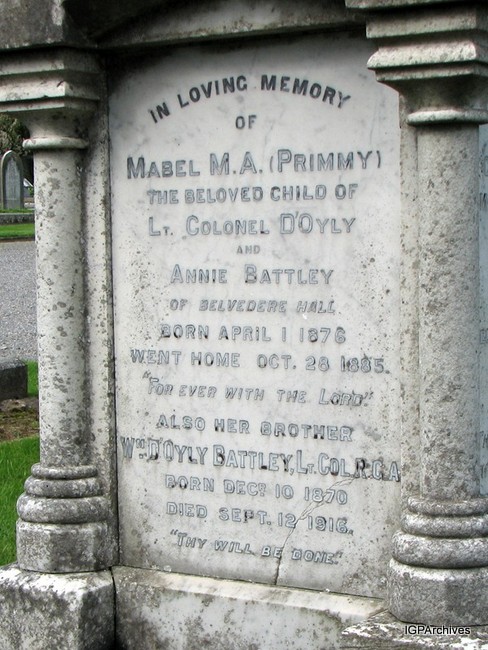 IN LOVING MEMORY
OF
MABEL M.A. (PRIMMY)
THE BELOVED CHILD OF
LT. COLONEL D'OYLY
AND
ANNIE BATTLEY
OF BELVEDERE HALL
BORN APRIL 1 1876
WENT HOME OCT. 28 1885.
"FOR EVER WITH THE LORD"
ALSO HER BROTHER
WM. D'OYLY BATTLEY, LT. COL. R.G.A
BORN DECR. 10 1870
DIED SEPT. 12 1916.
"THY WILL BE DONE"
IGPArchives